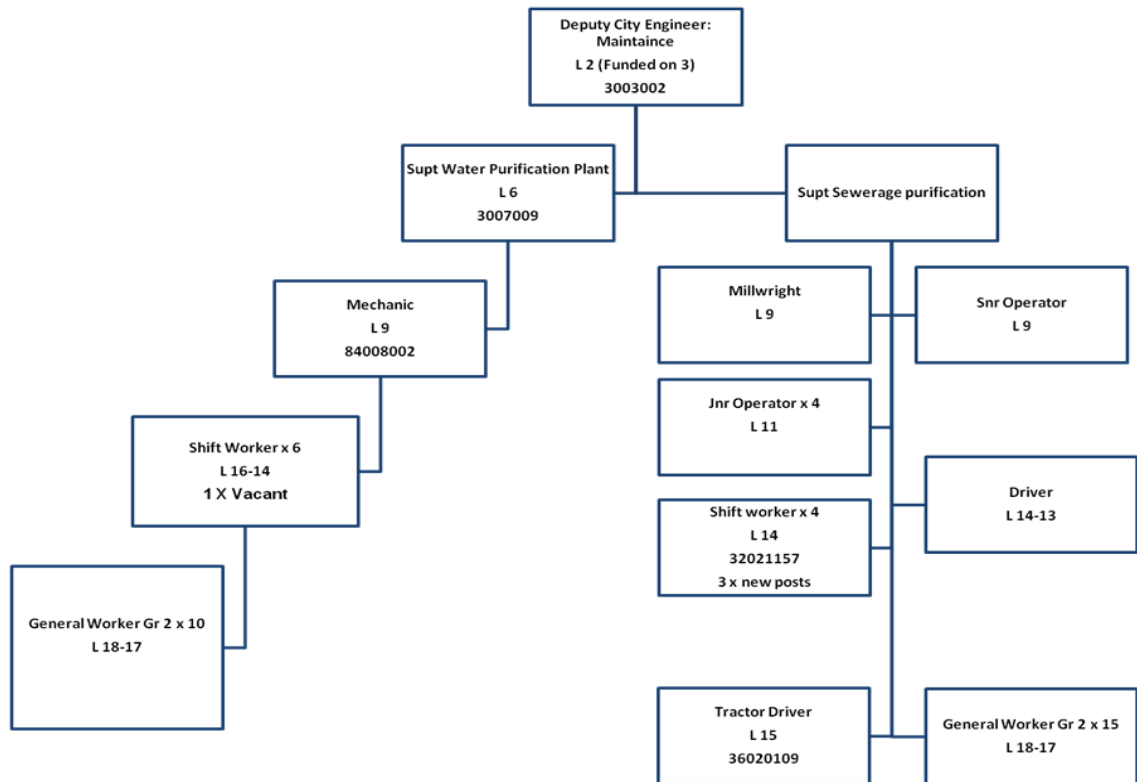 Deputy City Engineer:
Maintaince
L 2 (Funded on 3)
3003002
Supt Water Purification Plant
L 6
3007009
Supt Sewerage purification
Mechanic
L 9
84008002
Millwright
L 9
Snr Operator
L 9
Jnr Operator x 4
L 11
Shift Worker x 6
L 16-14
1 X Vacant
Driver
L 14-13
Shift worker x 4
L 14
32021157
3 x new posts
General Worker Gr 2 x 10
L 18-17
Tractor Driver
L 15
36020109
General Worker Gr 2 x 15
L 18-17